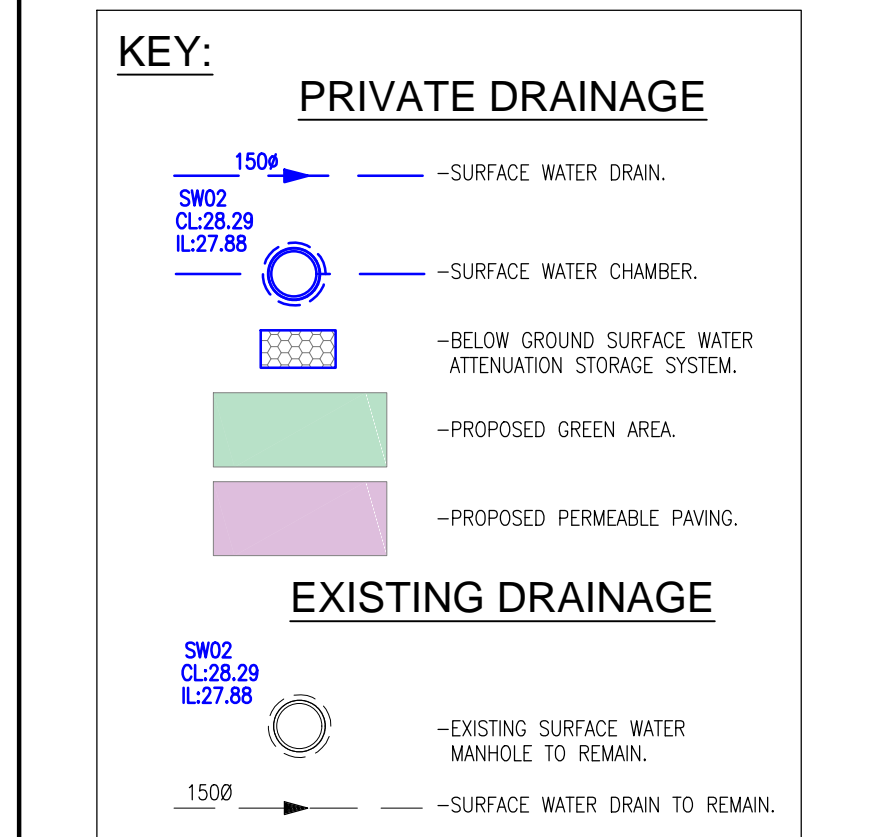 KEY:
PRIVATE DRAINAGE
150ø
-SURFACE WATER DRAIN.
SW02
CL:28.29
IL:27.88
-SURFACE WATER CHAMBER.
-BELOW GROUND SURFACE WATER
ATTENUATION STORAGE SYSTEM.
-PROPOSED GREEN AREA.
-PROPOSED PERMEABLE PAVING.
EXISTING DRAINAGE
SW02
CL:28.29
IL:27.88
-EXISTING SURFACE WATER
MANHOLE TO REMAIN.
150Ø
-SURFACE WATER DRAIN TO REMAIN.